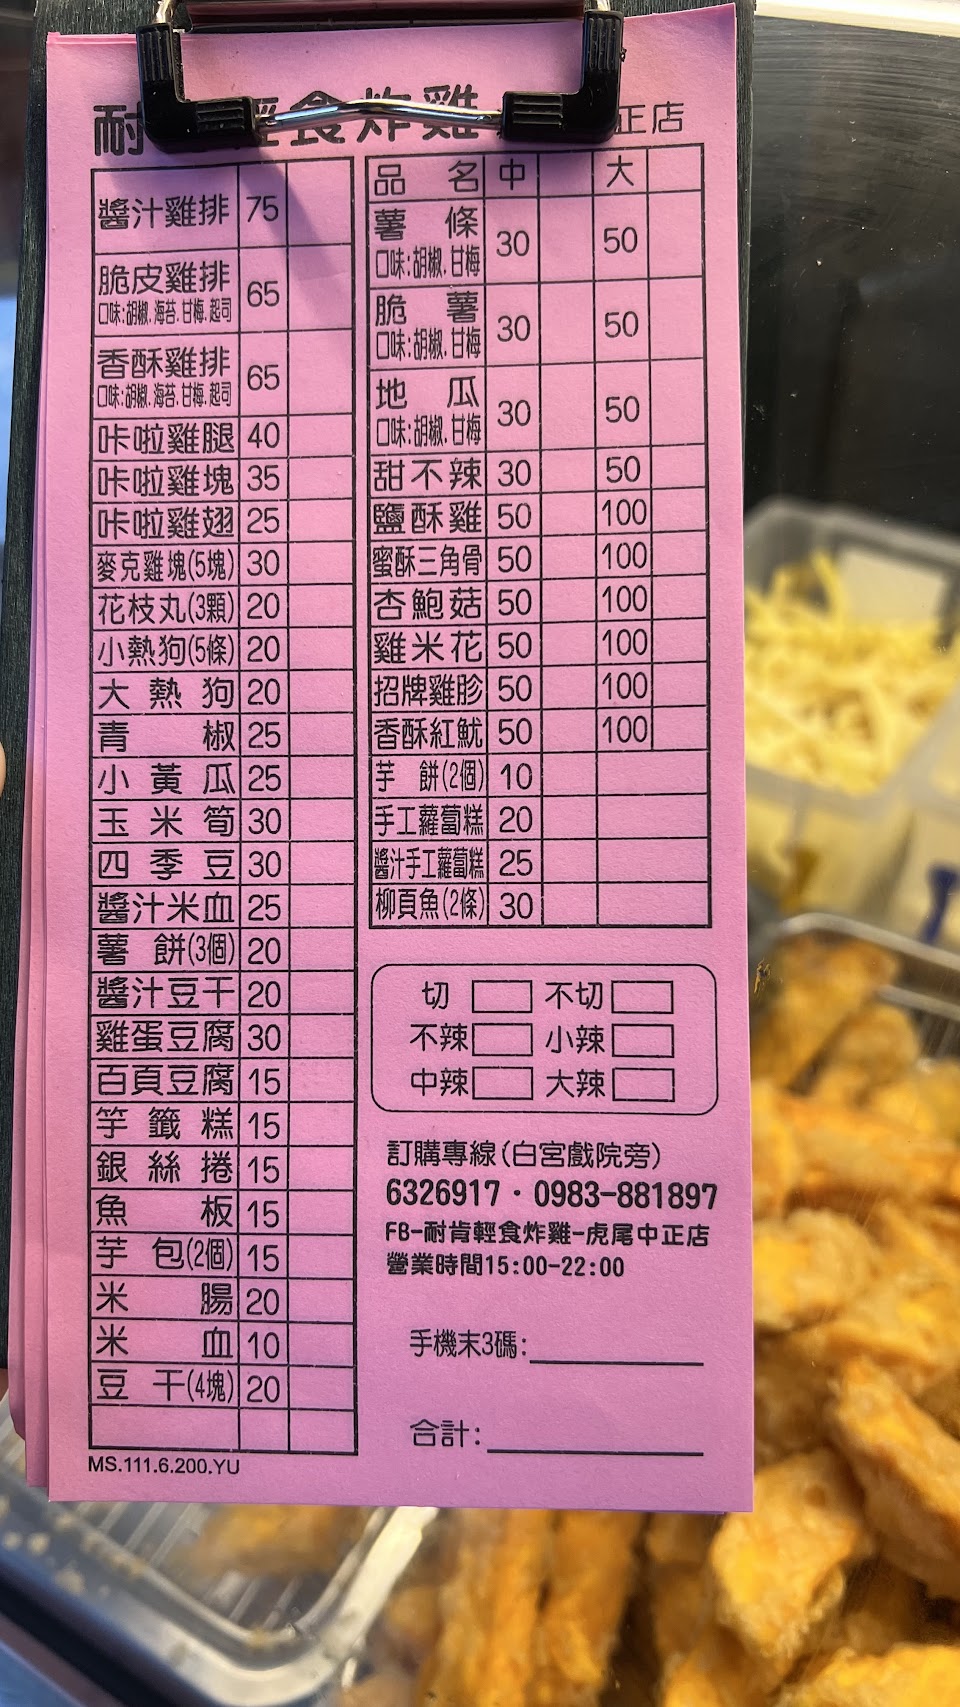 耐 輕食炸雞 正店
醬汁雞排 75
脆皮雞排 65
口味:胡椒.海苔.甘梅.起司
香酥雞排 65
口味:胡椒.海苔.甘梅.起司
咔啦雞腿 40
咔啦雞塊 35
咔啦雞翅 25
麥克雞塊(5塊) 30
花枝丸(3顆) 20
小熱狗(5條) 20
大熱狗 20
青椒 25
小黃瓜 25
玉米筍 30
四季豆 30
醬汁米血 25
薯餅(3個) 20
醬汁豆干 20
雞蛋豆腐 30
百頁豆腐 15
芋籤糕 15
銀絲捲 15
魚板 15
芋包(2個) 15
米腸 20
米血 10
豆干(4塊) 20
MS.111.6.200.YU
品名 中 大
薯條 30 50
口味:胡椒.甘梅
脆薯 30 50
口味:胡椒.甘梅
地瓜 30 50
口味:胡椒.甘梅
甜不辣 30 50
鹽酥雞 50 100
蜜酥三角骨 50 100
杏鮑菇 50 100
雞米花 50 100
招牌雞胗 50 100
香酥紅魷 50 100
芋餅(2個) 10
手工蘿蔔糕 20
醬汁手工蘿蔔糕 25
柳頁魚(2條) 30
切 不切
不辣 小辣
中辣 大辣
訂購專線(白宮戲院旁)
6326917·0983-881897
FB-耐肯輕食炸雞-虎尾中正店
營業時間15:00-22:00
手機末3碼:
合計: